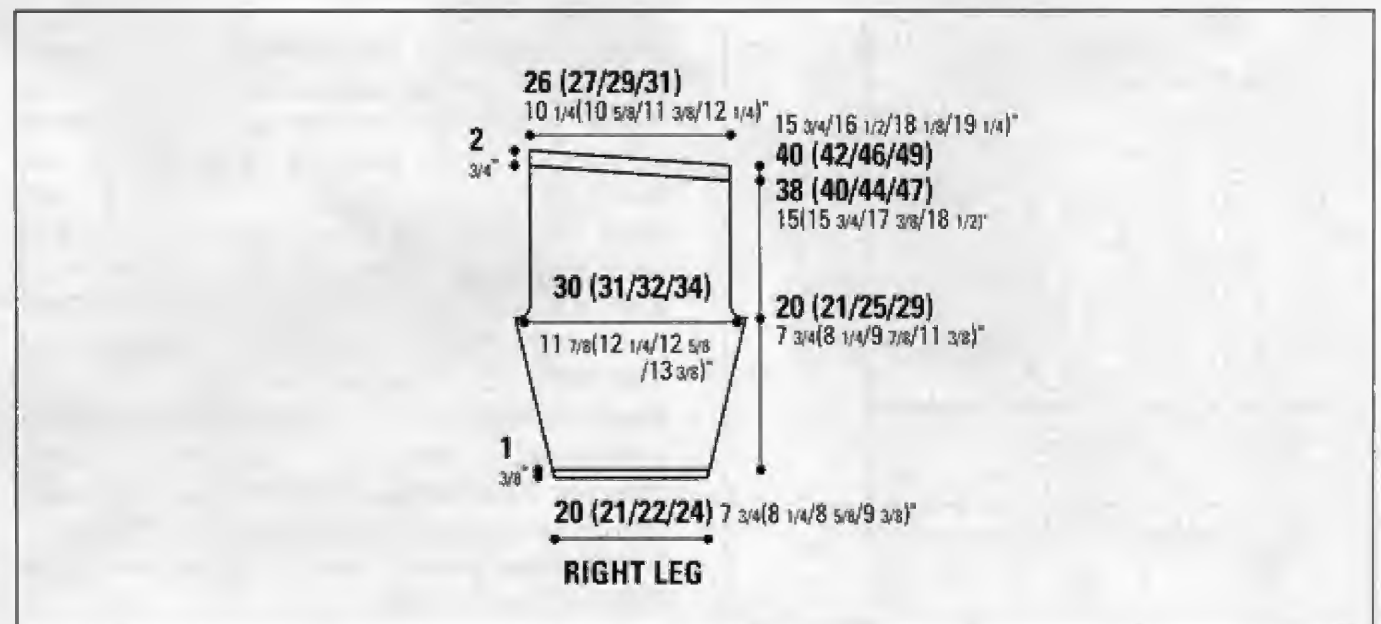 26 (27/29/31)
10 1/4(10 5/8/11 3/8/12 1/4)"
2
3/4"
15 3/4/16 1/2/18 1/8/19 1/4)"
40 (42/46/49)
38 (40/44/47)
15(15 3/4/17 3/8/18 1/2)"
30 (31/32/34)
11 7/8(12 1/4/12 5/8
/13 3/8)"
20 (21/25/29)
7 3/4(8 1/4/9 7/8/11 3/8)"
1
3/8"
20 (21/22/24) 7 3/4(8 1/4/8 5/8/9 3/8)"
RIGHT LEG